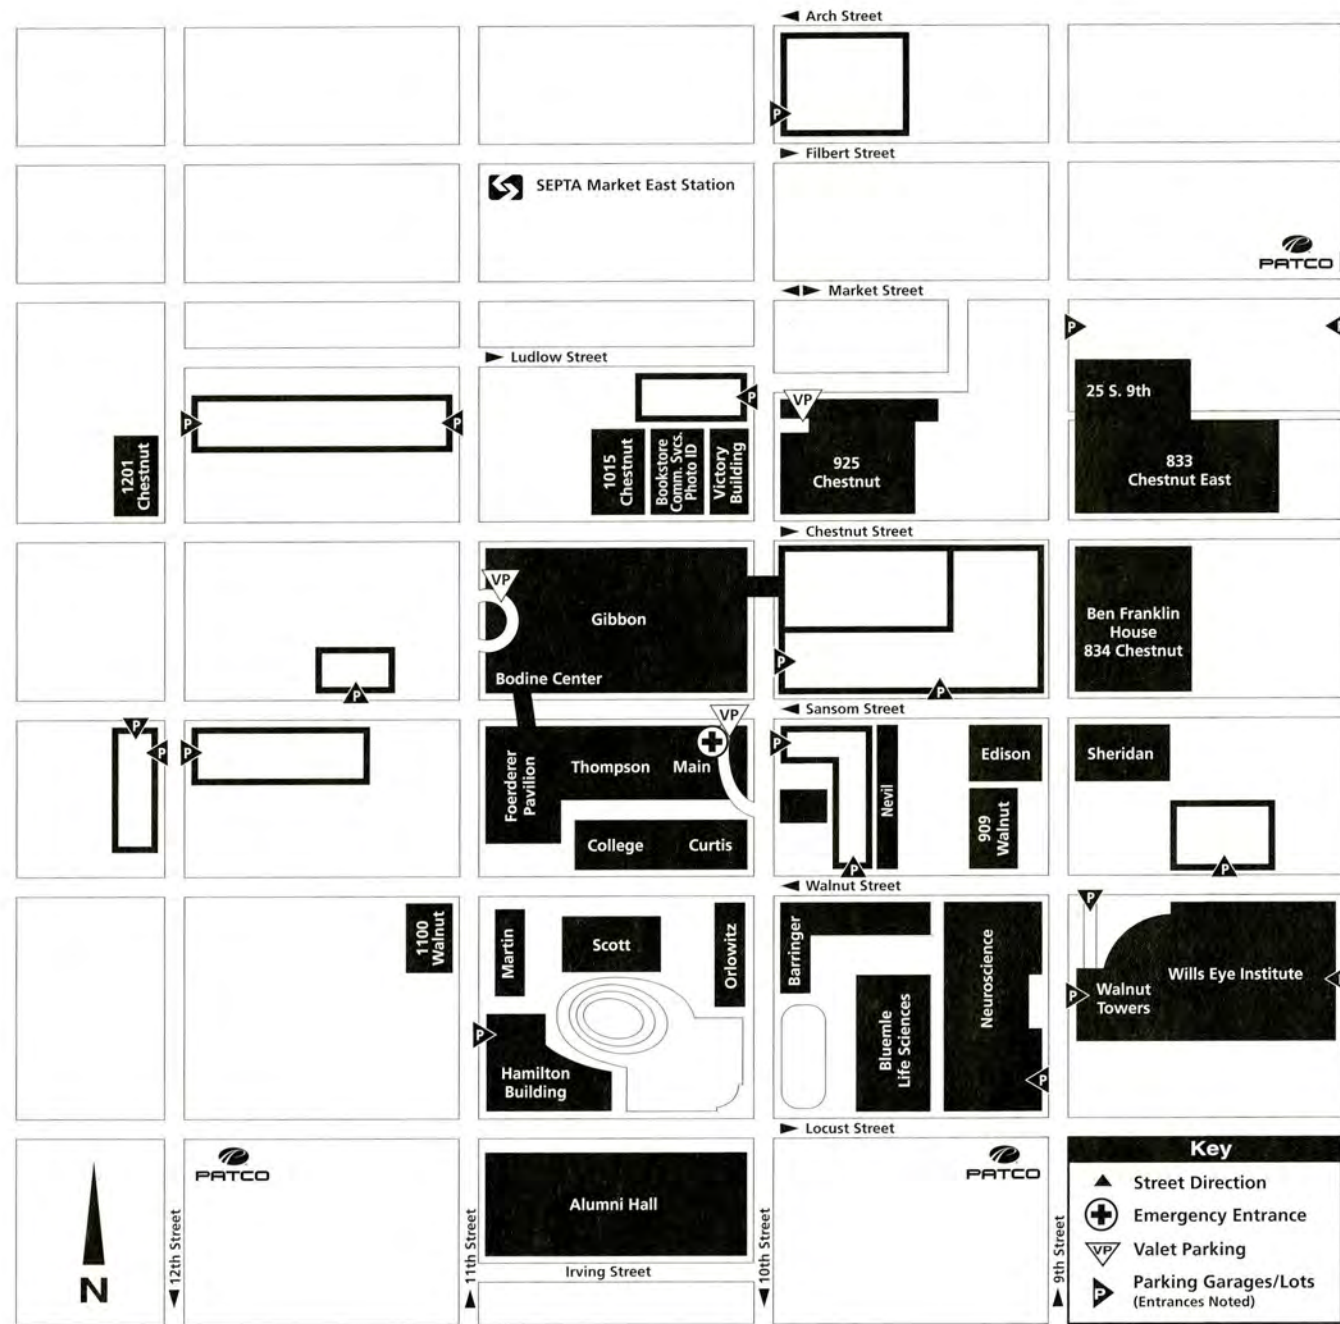 Arch Street
P
Filbert Street
SEPTA Market East Station
PATCO
Market Street
P
Ludlow Street
25 S. 9th
P
P
P
VP
1201
Chestnut
1015
Chestnut
Bookstore
Comm. Svcs.
Photo ID
Victory
Building
925
Chestnut
833
Chestnut East
Chestnut Street
VP
Gibbon
Ben Franklin
House
834 Chestnut
P
Bodine Center
P
P
Sansom Street
P
P
P
VP
P
Foerderer
Pavilion
Thompson
Main
Nevil
Edison
Sheridan
909
Walnut
College
Curtis
P
P
Walnut Street
P
1100
Walnut
Martin
Scott
Orlowitz
Barringer
Neuroscience
Wills Eye Institute
P
Walnut
Towers
P
Bluemle
Life Sciences
Hamilton
Building
P
Locust Street
PATCO
PATCO
Alumni Hall
Irving Street
N
12th Street
11th Street
10th Street
9th Street
Key
Street Direction
Emergency Entrance
VP
Valet Parking
P
Parking Garages/Lots
(Entrances Noted)